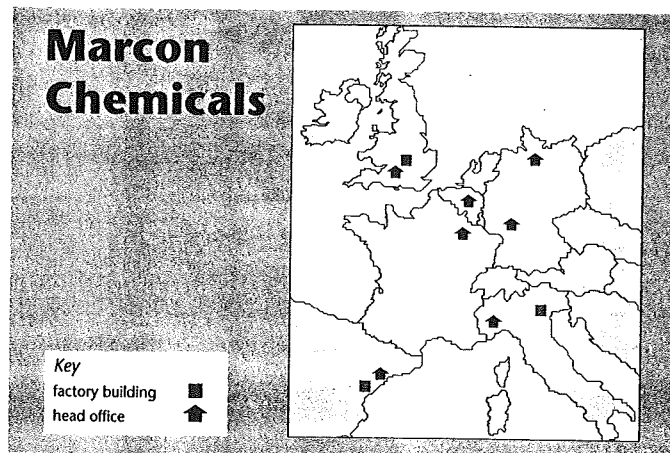 Marcon
Chemicals
Key
factory building
head office